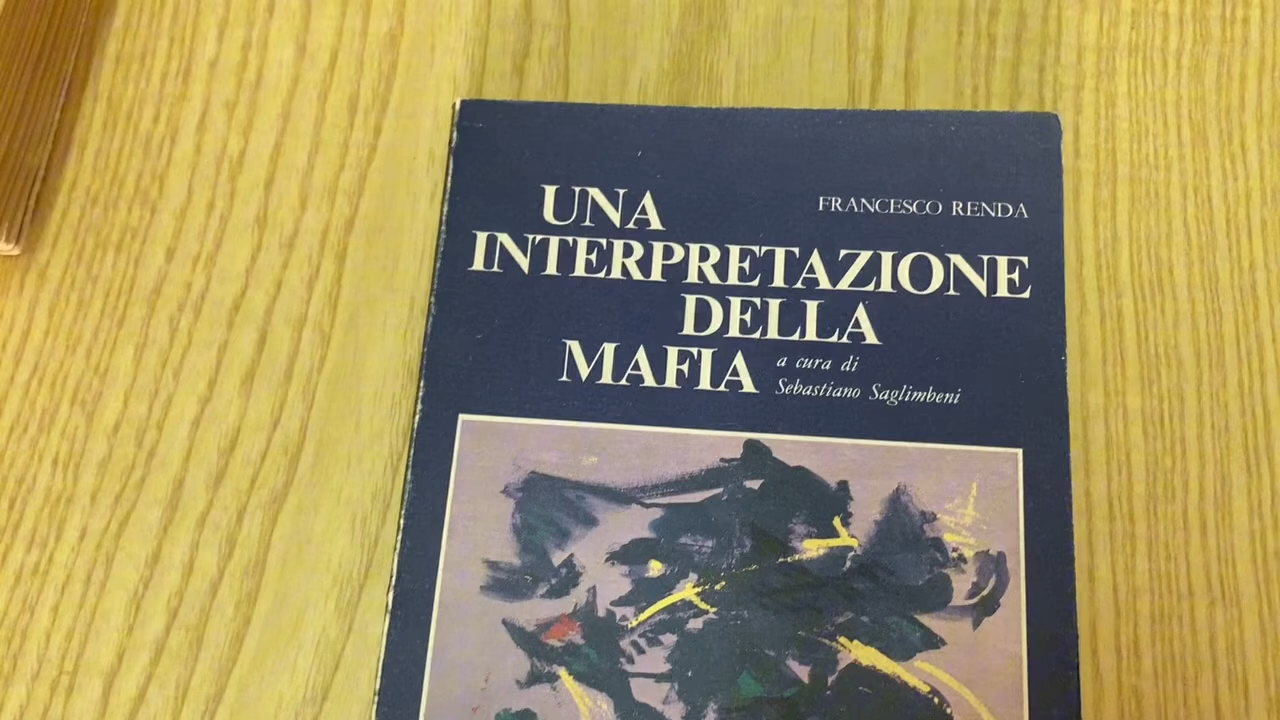 FRANCESCO RENDA
UNA
INTERPRETAZIONE
DELLA
MAFIA
a cura di
Sebastiano Saglimbeni